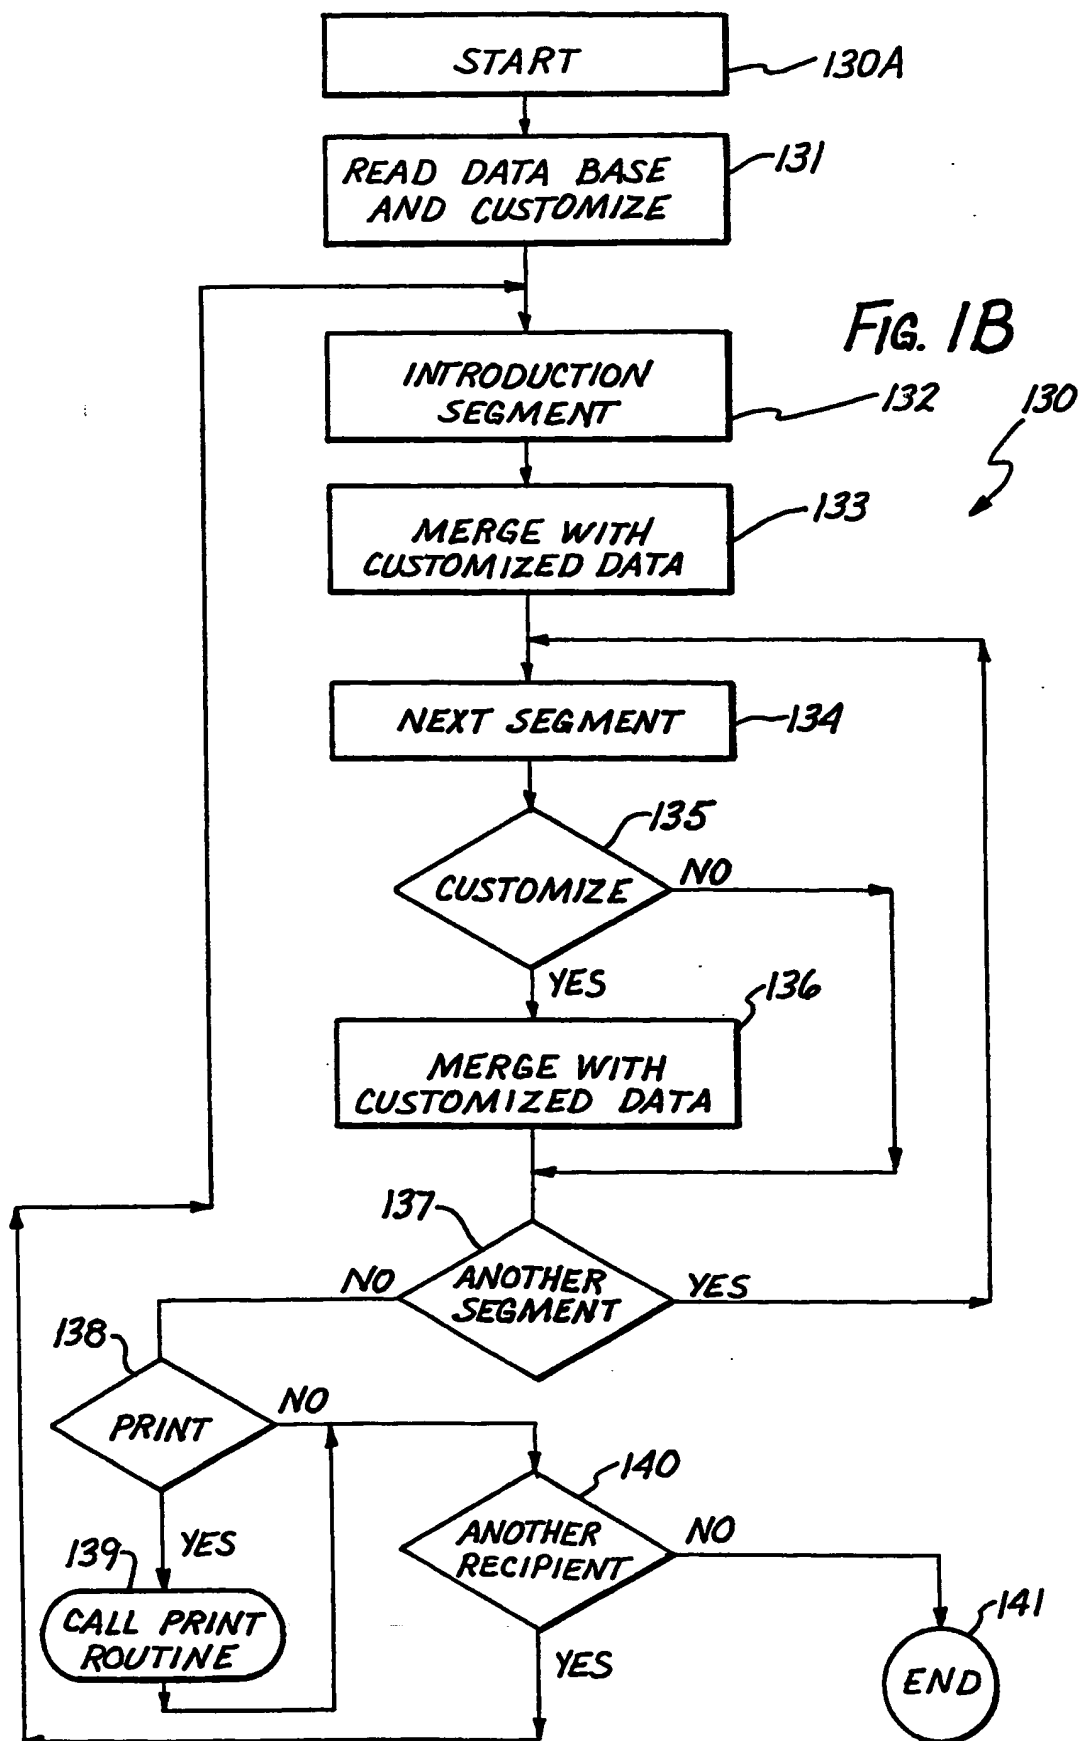 START
130A
READ DATA BASE
AND CUSTOMIZE
131
FIG. 1B
130
INTRODUCTION
SEGMENT
132
MERGE WITH
CUSTOMIZED DATA
133
NEXT SEGMENT
134
135
CUSTOMIZE
NO
YES
136
MERGE WITH
CUSTOMIZED DATA
137
NO
ANOTHER
SEGMENT
YES
138
PRINT
NO
140
ANOTHER
RECIPIENT
NO
139
YES
CALL PRINT
ROUTINE
YES
141
END